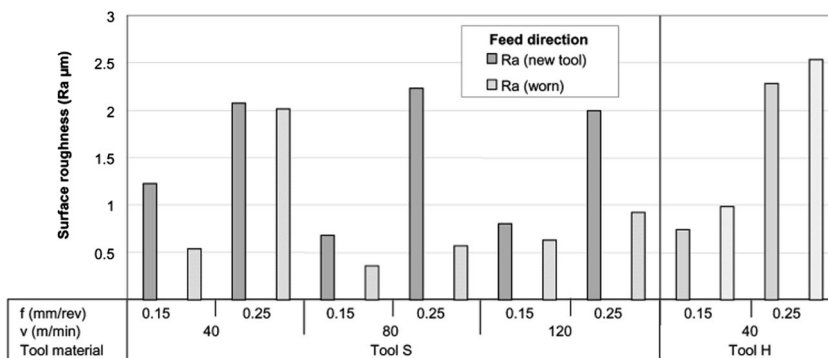 3
2.5
2
1.5
1
0.5
Surface roughness (Ra µm)
Feed direction
Ra (new tool)
Ra (worn)
f (mm/rev) 0.15 0.25 0.15 0.25 0.15 0.25 0.15 0.25
v (m/min) 40 80 120 40
Tool material Tool S Tool H